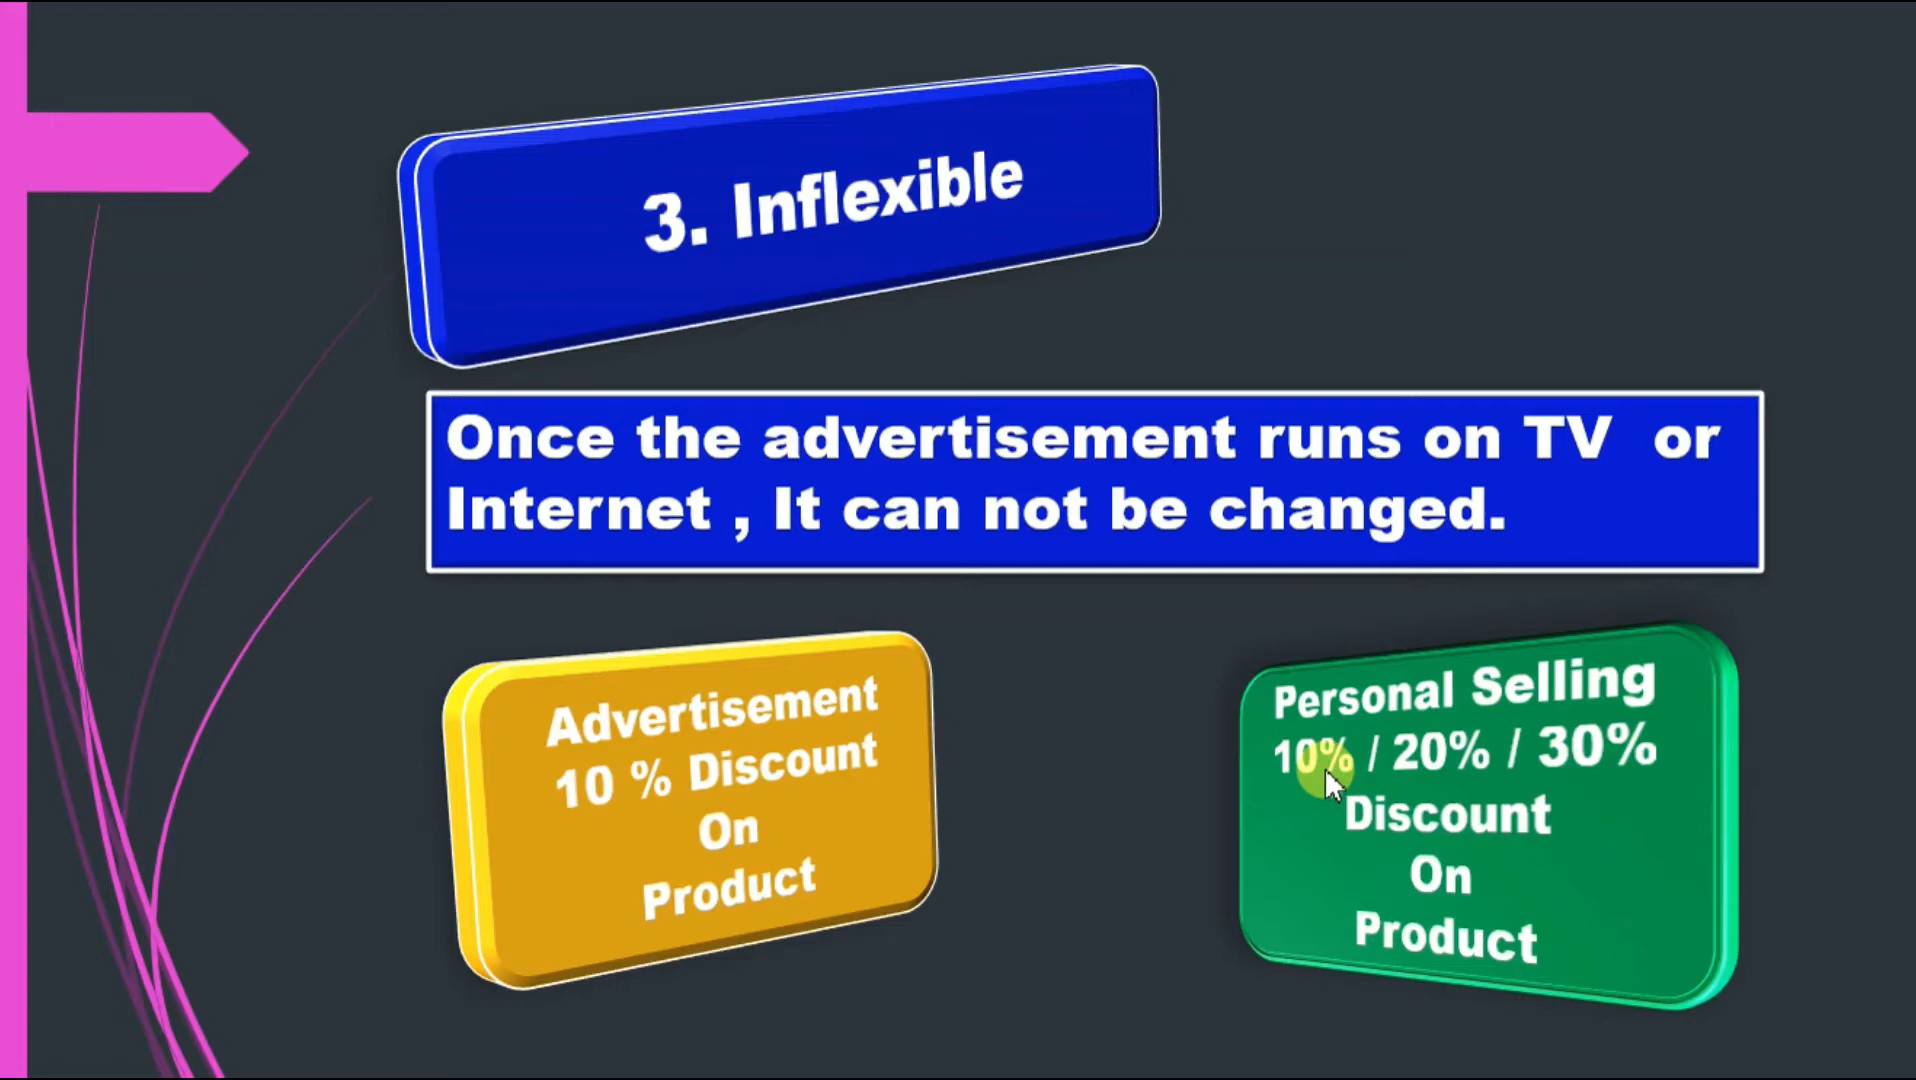 3. Inflexible
Once the advertisement runs on TV or
Internet , It can not be changed.
Advertisement
10 % Discount
On
Product
Personal Selling
10% / 20% / 30%
Discount
On
Product